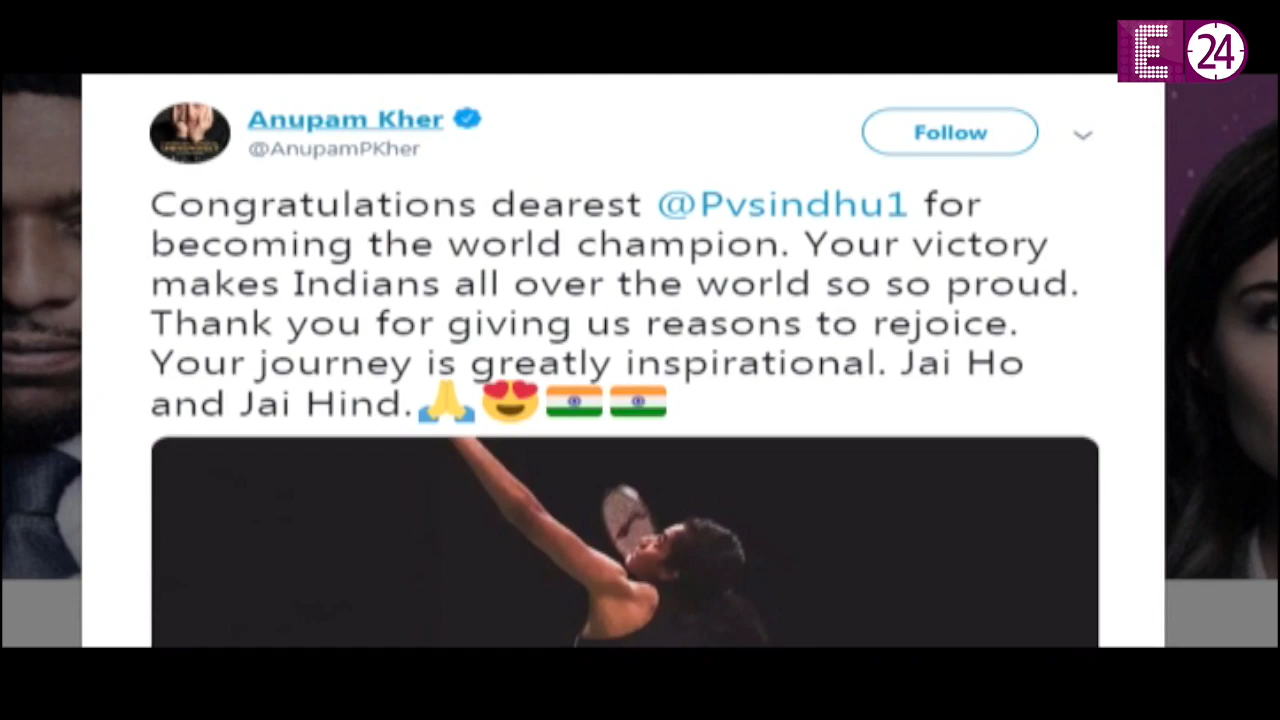 E 24
Anupam Kher
@AnupamPKher
Follow
Congratulations dearest @Pvsindhu1 for
becoming the world champion. Your victory
makes Indians all over the world so so proud.
Thank you for giving us reasons to rejoice.
Your journey is greatly inspirational. Jai Ho
and Jai Hind.🙏😍🇮🇳🇮🇳